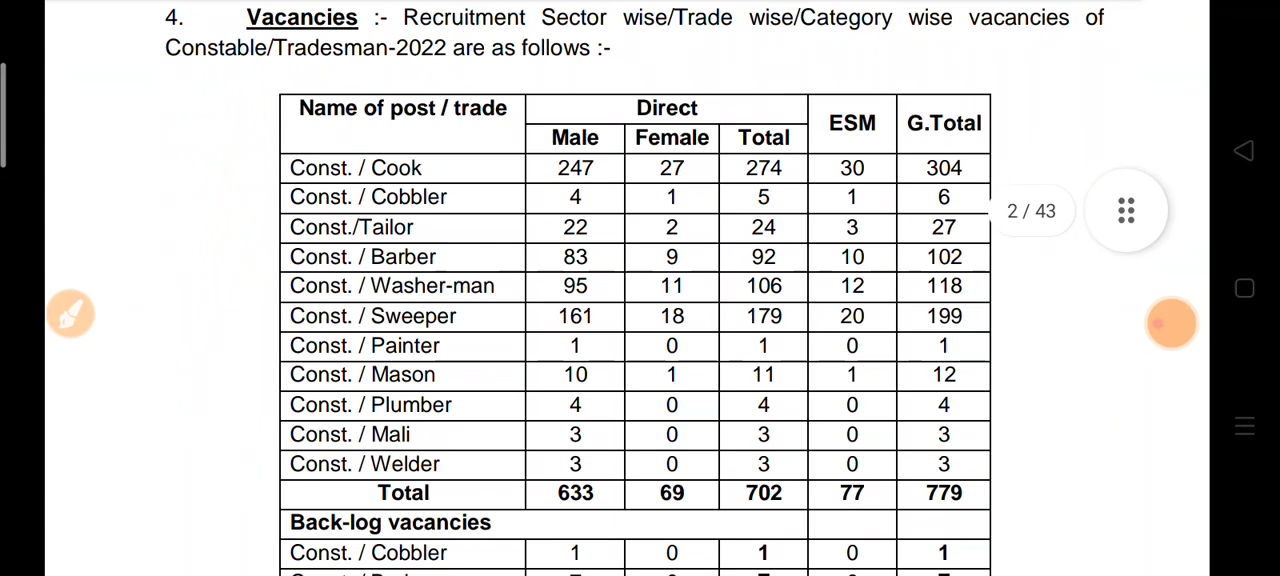 4. Vacancies :- Recruitment Sector wise/Trade wise/Category wise vacancies of
Constable/Tradesman-2022 are as follows :-
Name of post / trade Direct ESM G.Total
Male Female Total
Const. / Cook 247 27 274 30 304
Const. / Cobbler 4 1 5 1 6
Const./Tailor 22 2 24 3 27
Const. / Barber 83 9 92 10 102
Const. / Washer-man 95 11 106 12 118
Const. / Sweeper 161 18 179 20 199
Const. / Painter 1 0 1 0 1
Const. / Mason 10 1 11 1 12
Const. / Plumber 4 0 4 0 4
Const. / Mali 3 0 3 0 3
Const. / Welder 3 0 3 0 3
Total 633 69 702 77 779
Back-log vacancies
Const. / Cobbler 1 0 1 0 1
2 / 43